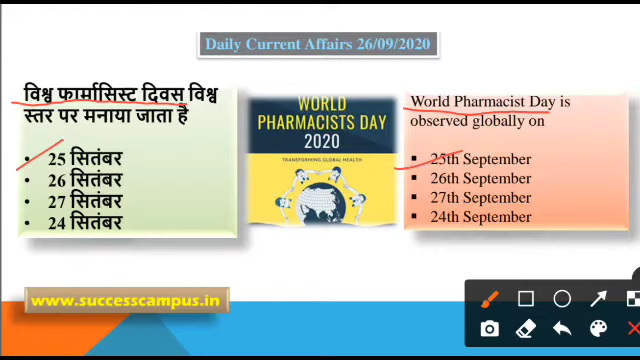 Daily Current Affairs 26/09/2020
विश्व फार्मासिस्ट दिवस विश्व
स्तर पर मनाया जाता है
• 25 सितंबर
• 26 सितंबर
• 27 सितंबर
• 24 सितंबर
WORLD
PHARMACISTS DAY
2020
TRANSFORMING GLOBAL HEALTH
World Pharmacist Day is
observed globally on
▪ 25th September
▪ 26th September
▪ 27th September
▪ 24th September
www.successcampus.in